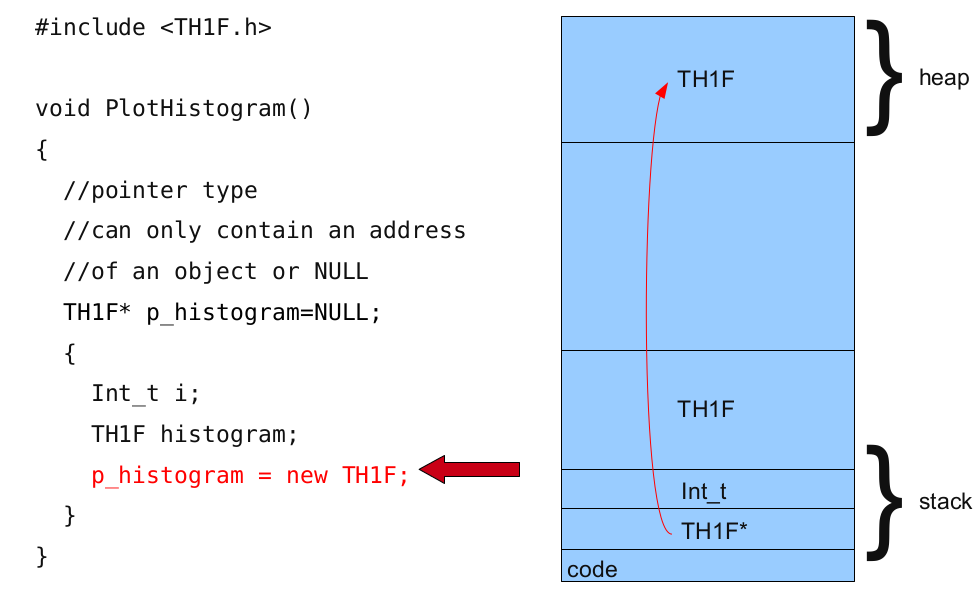 #include <TH1F.h>
void PlotHistogram()
{
//pointer type
//can only contain an address
//of an object or NULL
TH1F* p_histogram=NULL;
{
Int_t i;
TH1F histogram;
p_histogram = new TH1F;
}
}
TH1F
heap
TH1F
Int_t
stack
TH1F*
code